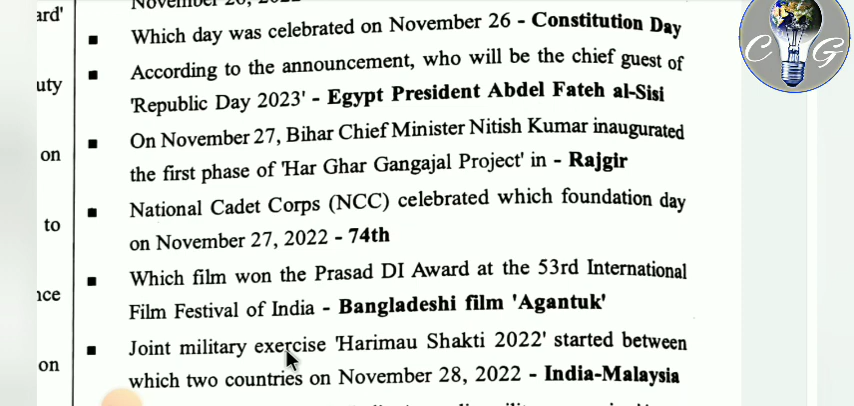 ard'
Which day was celebrated on November 26 - Constitution Day
According to the announcement, who will be the chief guest of
uty
'Republic Day 2023' - Egypt President Abdel Fateh al-Sisi
On November 27, Bihar Chief Minister Nitish Kumar inaugurated
on
the first phase of 'Har Ghar Gangajal Project' in - Rajgir
National Cadet Corps (NCC) celebrated which foundation day
to
on November 27, 2022 - 74th
Which film won the Prasad DI Award at the 53rd International
nce
Film Festival of India - Bangladeshi film 'Agantuk'
Joint military exercise 'Harimau Shakti 2022' started between
on
which two countries on November 28, 2022 - India-Malaysia
C G